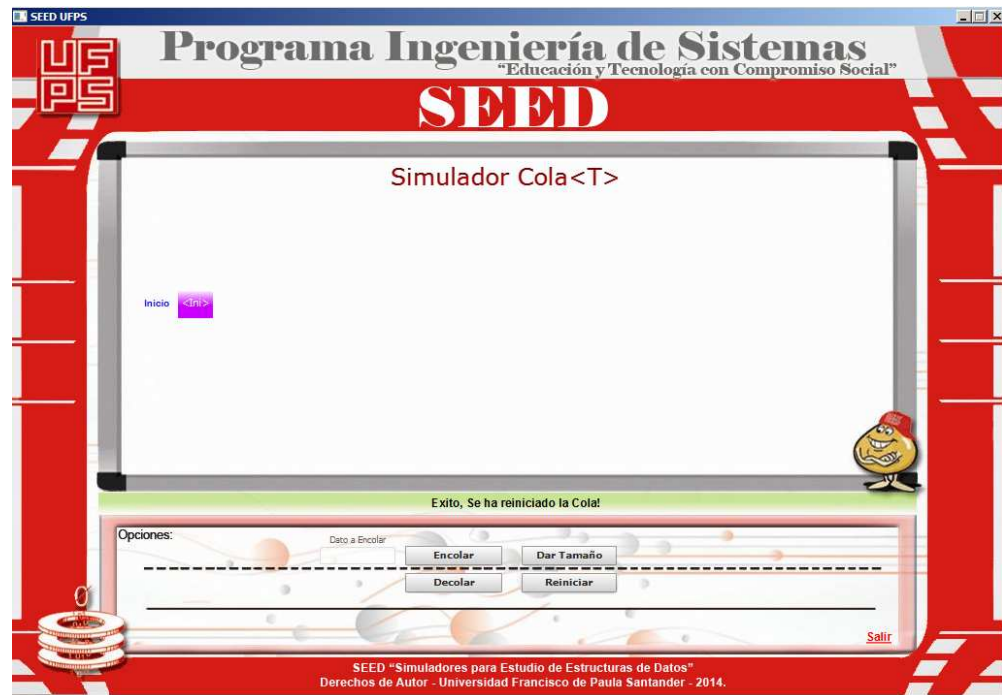 SEED UFPS
UFPS
Programa Ingeniería de Sistemas
“Educación y Tecnología con Compromiso Social”
SEED
Simulador Cola<T>
Inicio <Ini>
Exito, Se ha reiniciado la Cola!
Opciones:
Dato a Encolar
Encolar Dar Tamaño
Decolar Reiniciar
Salir
SEED “Simuladores para Estudio de Estructuras de Datos”
Derechos de Autor - Universidad Francisco de Paula Santander - 2014.